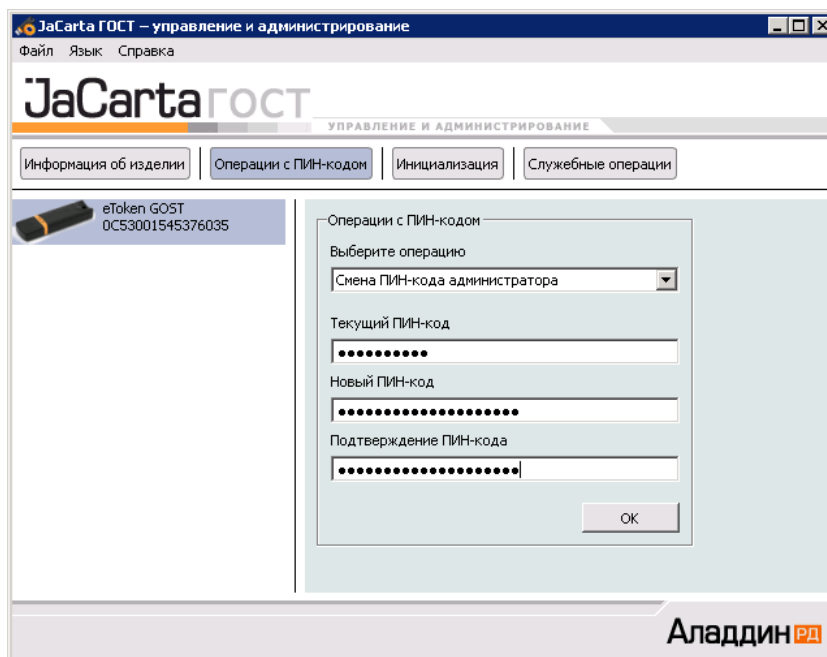 JaCarta ГОСТ – управление и администрирование
Файл Язык Справка
JaCarta ГОСТ
УПРАВЛЕНИЕ И АДМИНИСТРИРОВАНИЕ
Информация об изделии Операции с ПИН-кодом Инициализация Служебные операции
eToken GOST
0C53001545376035
Операции с ПИН-кодом
Выберите операцию
Смена ПИН-кода администратора
Текущий ПИН-код
●●●●●●●●●●
Новый ПИН-код
●●●●●●●●●●●●●●●●●●●●
Подтверждение ПИН-кода
●●●●●●●●●●●●●●●●●●●●
ОК
Аладдин РД